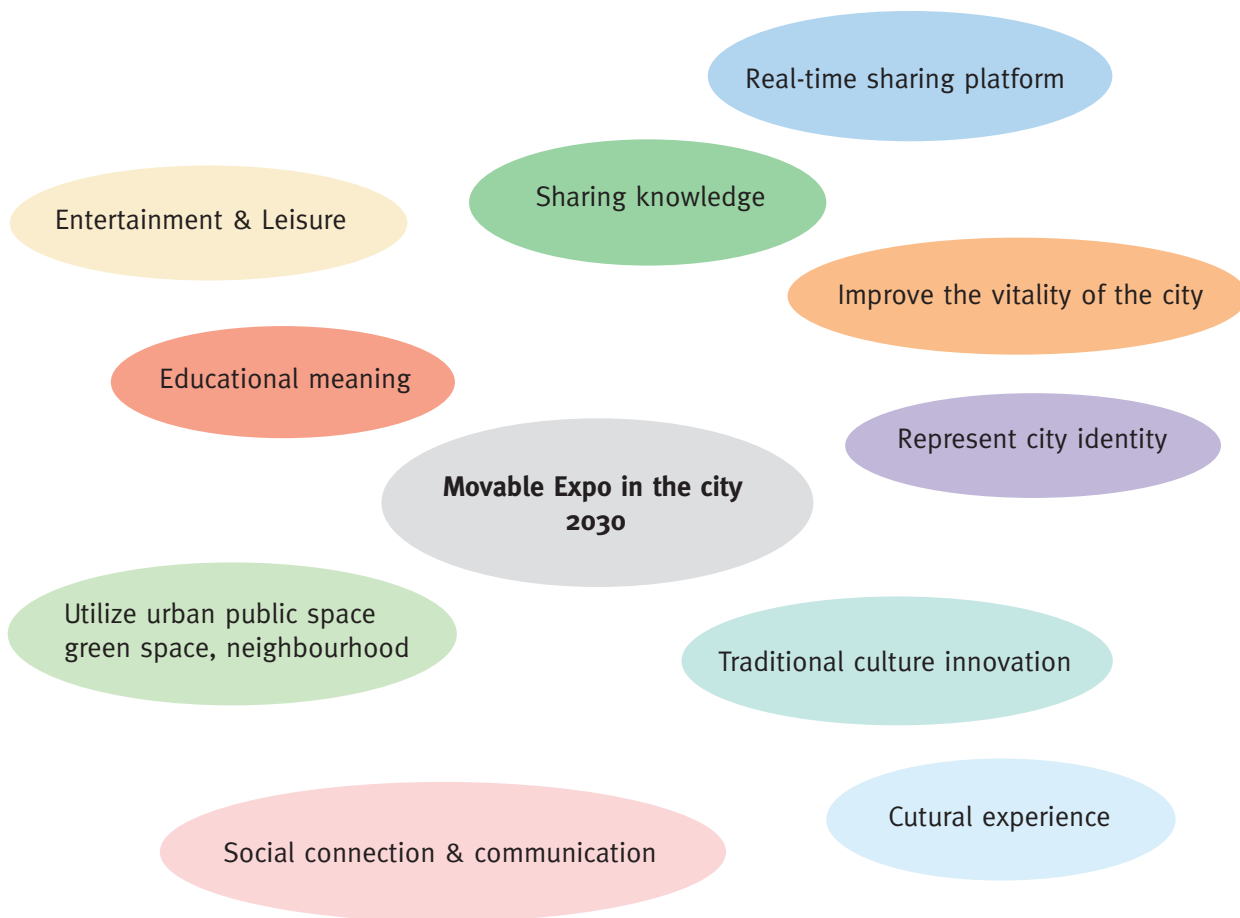 Real-time sharing platform
Sharing knowledge
Entertainment & Leisure
Improve the vitality of the city
Educational meaning
Represent city identity
Movable Expo in the city
2030
Utilize urban public space
green space, neighbourhood
Traditional culture innovation
Cutural experience
Social connection & communication